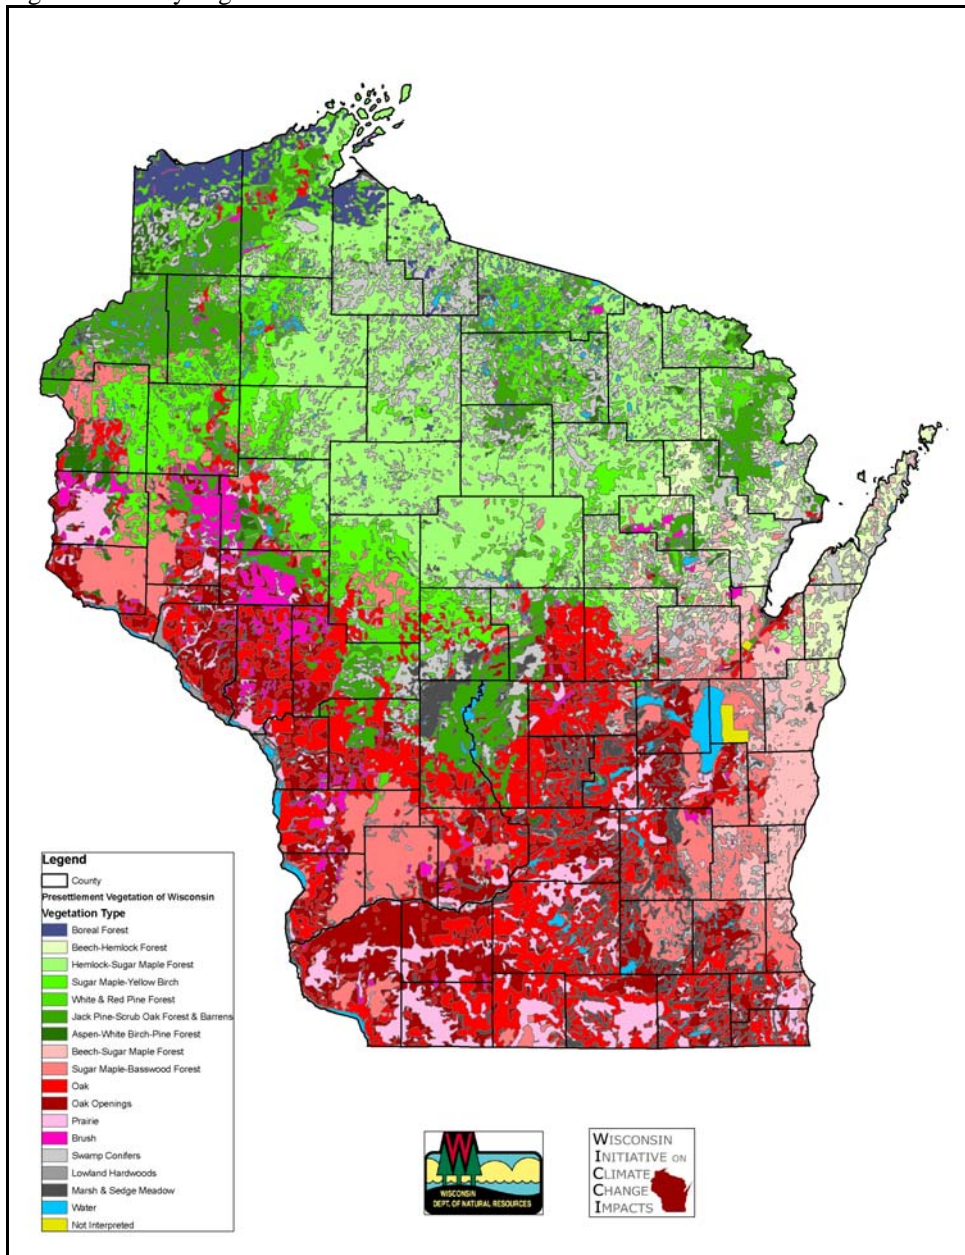 Legend
County
Presettlement Vegetation of Wisconsin
Vegetation Type
Boreal Forest
Beech-Hemlock Forest
Hemlock-Sugar Maple Forest
Sugar Maple-Yellow Birch
White & Red Pine Forest
Jack Pine-Scrub Oak Forest & Barrens
Aspen-White Birch-Pine Forest
Beech-Sugar Maple Forest
Sugar Maple-Basswood Forest
Oak
Oak Openings
Prairie
Brush
Swamp Conifers
Lowland Hardwoods
Marsh & Sedge Meadow
Water
Not Interpreted
W
WISCONSIN
DEPT. OF NATURAL RESOURCES
WISCONSIN
INITIATIVE ON
CLIMATE
CHANGE
IMPACTS